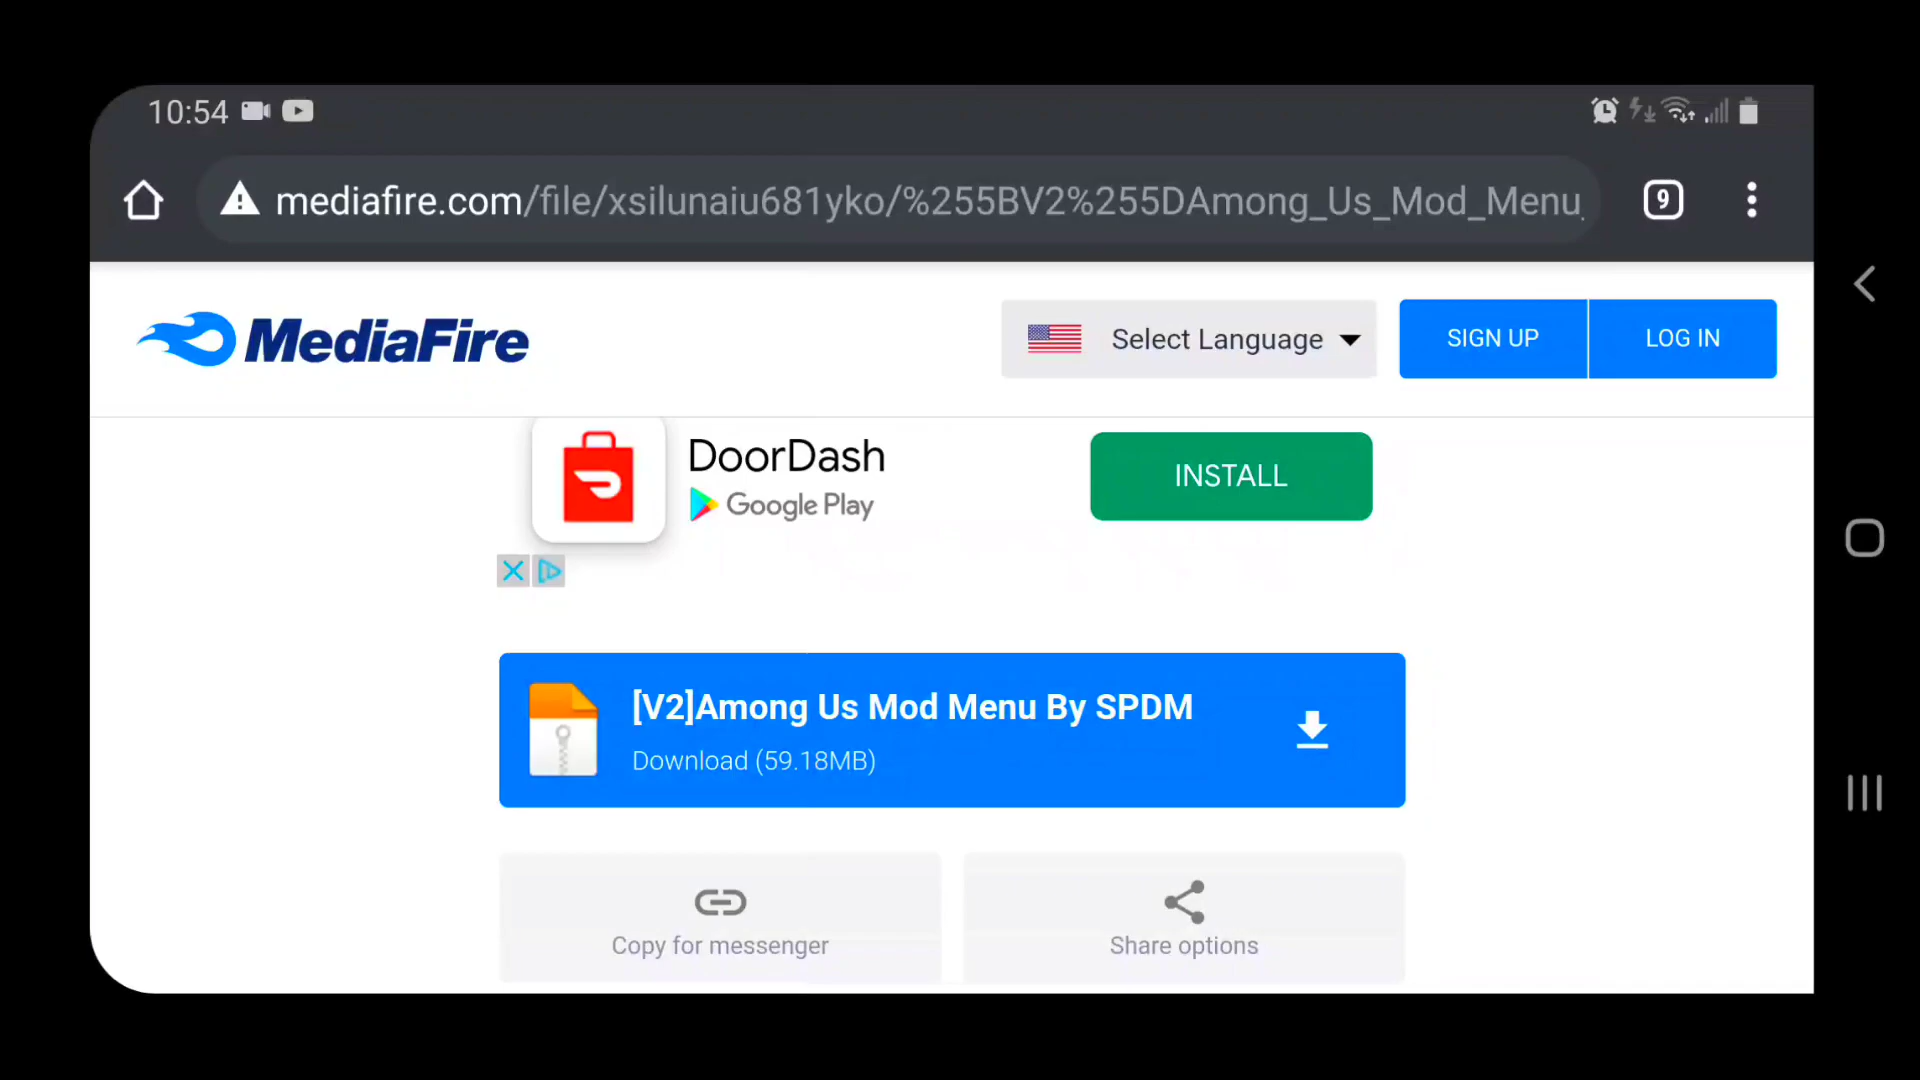 10:54
mediafire.com/file/xsilunaiu681yko/%255BV2%255DAmong_Us_Mod_Menu_
9
MediaFire
Select Language
SIGN UP
LOG IN
DoorDash
Google Play
INSTALL
[V2]Among Us Mod Menu By SPDM
Download (59.18MB)
Copy for messenger
Share options